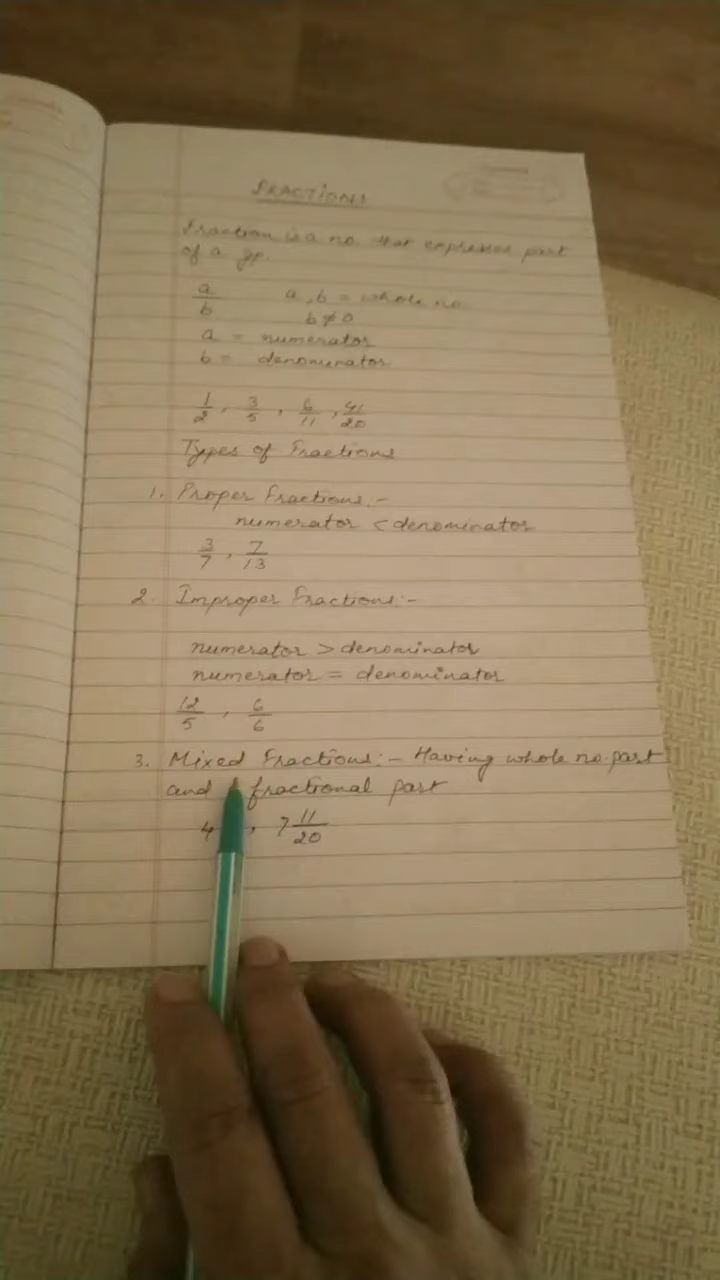 FRACTIONS
Fraction is a no. that expresses part
of a gp.
a/b a, b = whole no.
b ≠ 0
a = numerator
b = denominator
1/2, 3/5, 6/11, 41/20
Types of Fractions
1. Proper Fractions:-
numerator < denominator
3/7, 7/13
2. Improper Fractions:-
numerator > denominator
numerator = denominator
12/5, 6/6
3. Mixed Fractions:- Having whole no. part
and fractional part
4 , 7 11/20